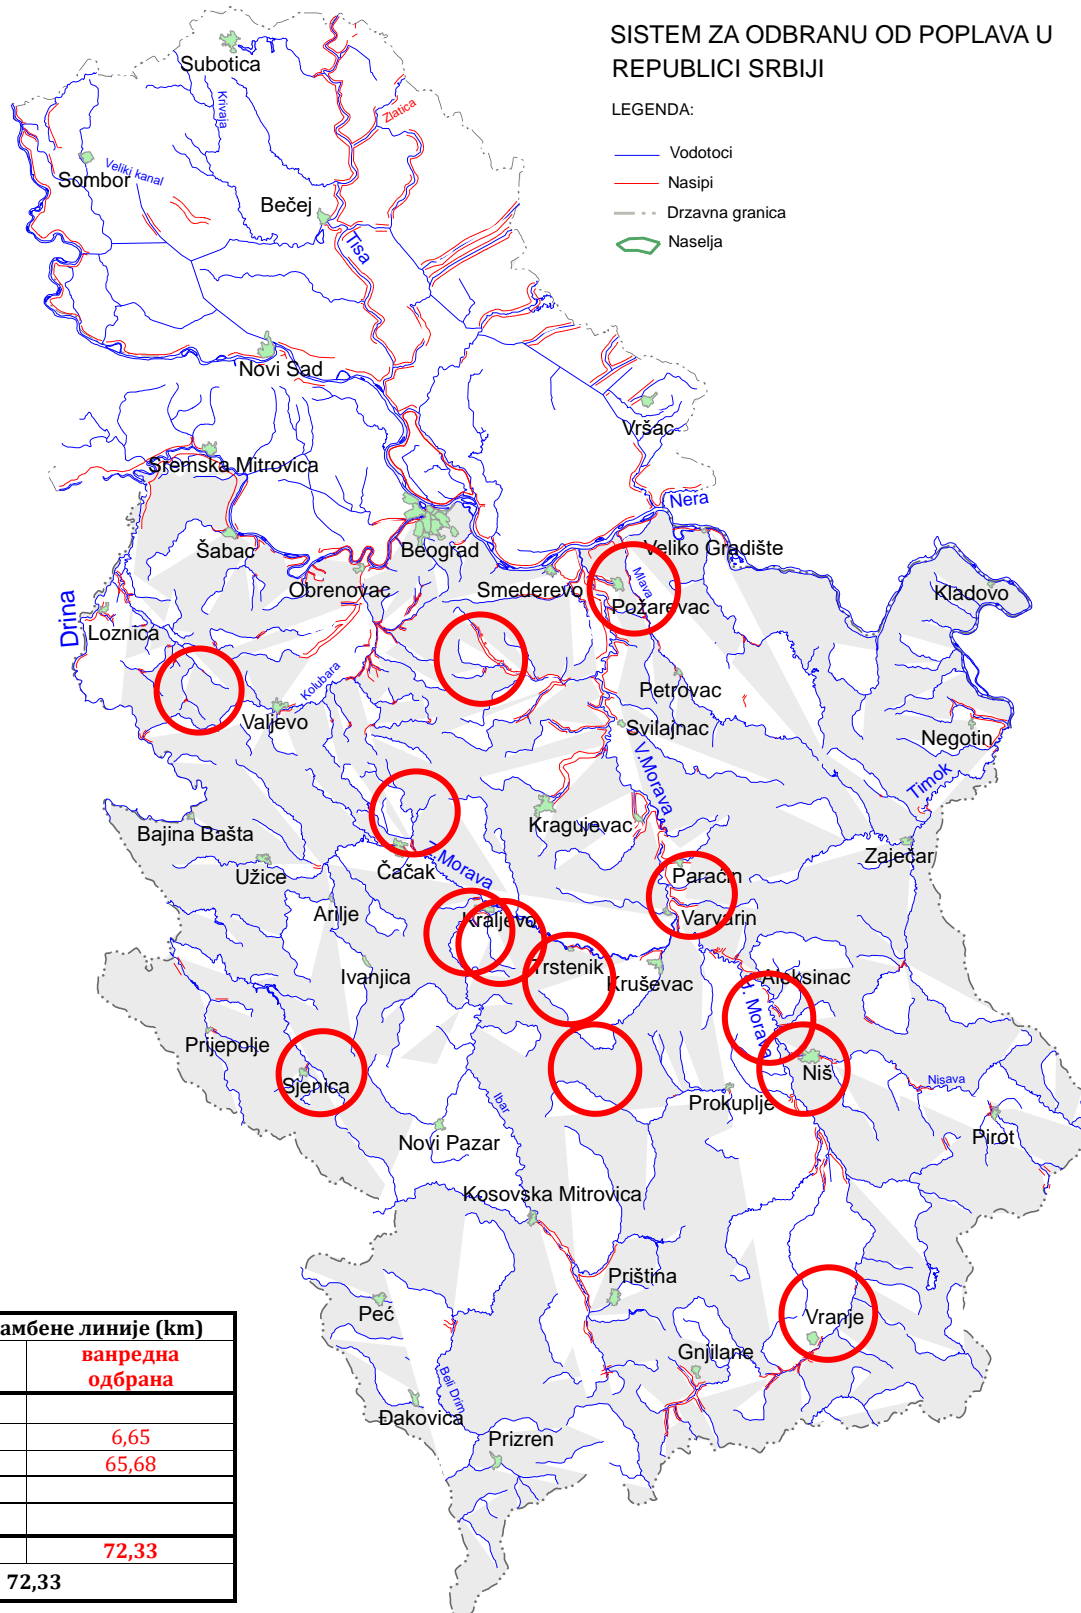 SISTEM ZA ODBRANU OD POPLAVA U
REPUBLICI SRBIJI
LEGENDA:
Vodotoci
Nasipi
Drzavna granica
Naselja
Subotica
Krivaja
Zlatica
Sombor
Veliki kanal
Bečej
Tisa
Novi Sad
Vršac
Sremska Mitrovica
Nera
Šabac
Beograd
Veliko Gradište
Obrenovac
Smederevo
Mlava
Požarevac
Kladovo
Drina
Loznica
Kolubara
Petrovac
Valjevo
Svilajnac
Negotin
V.Morava
Timok
Bajina Bašta
Kragujevac
Zaječar
Užice
Čačak
Z.Morava
Paraćin
Arilje
Kraljevo
Varvarin
Ivanjica
Trstenik
Kruševac
Aleksinac
J. Morava
Prijepolje
Sjenica
Niš
Nisava
Ibar
Prokuplje
Novi Pazar
Pirot
Kosovska Mitrovica
Priština
Peć
Vranje
Gnjilane
Beli Drim
Đakovica
Prizren
амбене линије (km)
ванредна
одбрана
6,65
65,68
72,33
72,33